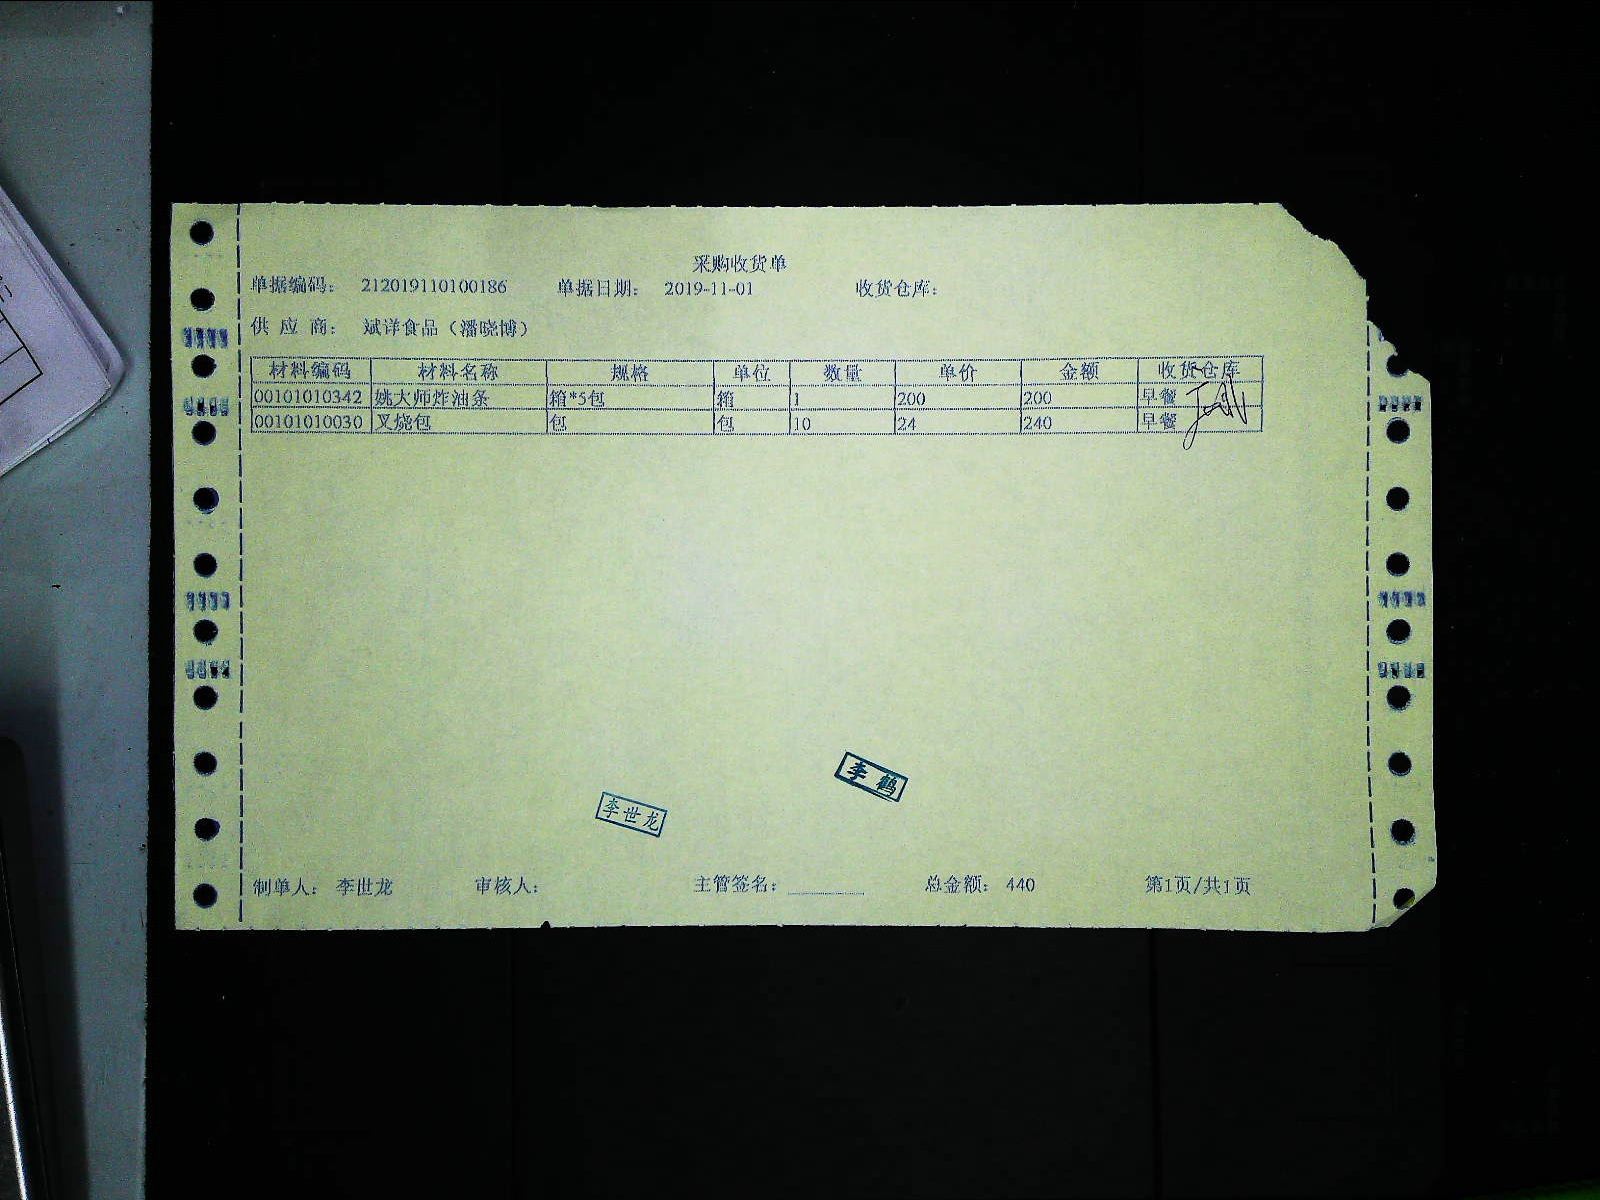 采购收货单
单据编码： 212019110100186 单据日期： 2019-11-01 收货仓库：
供 应 商： 斌详食品（潘晓博）
材料编码 材料名称 规格 单位 数量 单价 金额 收货仓库
00101010342 姚大师炸油条 箱*5包 箱 1 200 200 早餐
00101010030 叉烧包 包 包 10 24 240 早餐
李鹤
李世龙
制单人： 李世龙 审核人： 主管签名： 总金额： 440 第1页/共1页